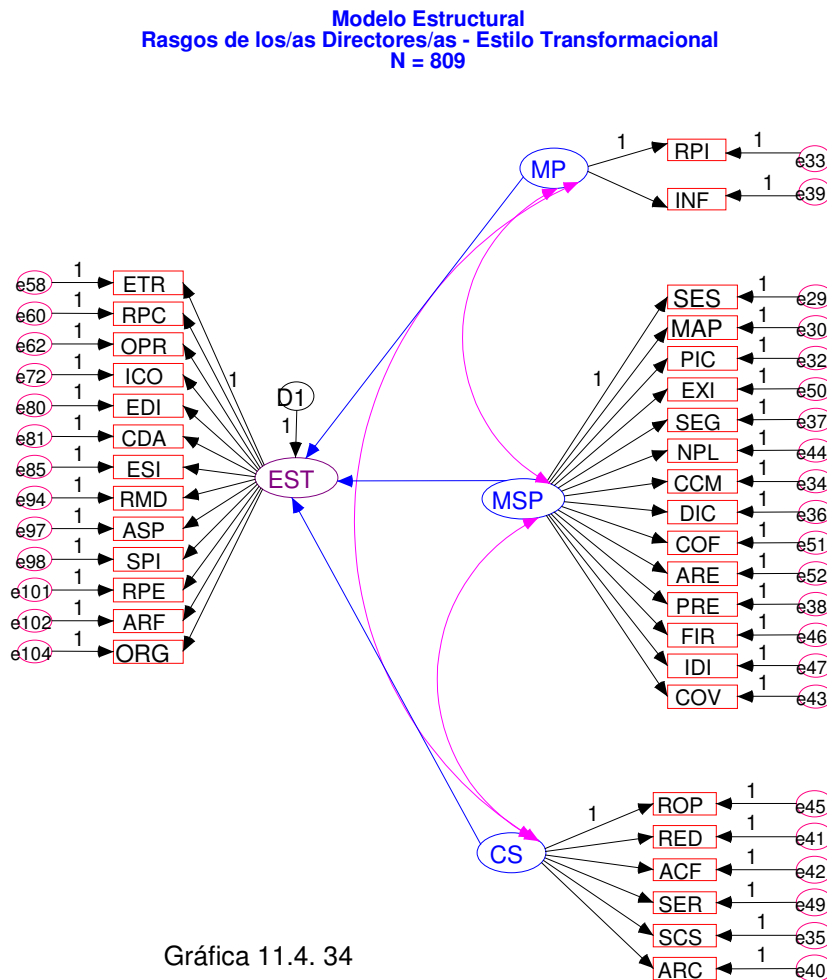 Modelo Estructural
Rasgos de los/as Directores/as - Estilo Transformacional
N = 809
MP
1
RPI
1
e33
INF
1
e39
e58
1
ETR
e60
1
RPC
e62
1
OPR
e72
1
ICO
e80
1
EDI
e81
1
CDA
e85
1
ESI
e94
1
RMD
e97
1
ASP
e98
1
SPI
e101
1
RPE
e102
1
ARF
e104
1
ORG
1
D1
1
EST
MSP
1
SES
1
e29
MAP
1
e30
PIC
1
e32
EXI
1
e50
SEG
1
e37
NPL
1
e44
CCM
1
e34
DIC
1
e36
COF
1
e51
ARE
1
e52
PRE
1
e38
FIR
1
e46
IDI
1
e47
COV
1
e43
CS
1
ROP
1
e45
RED
1
e41
ACF
1
e42
SER
1
e49
SCS
1
e35
ARC
1
e40
Gráfica 11.4. 34